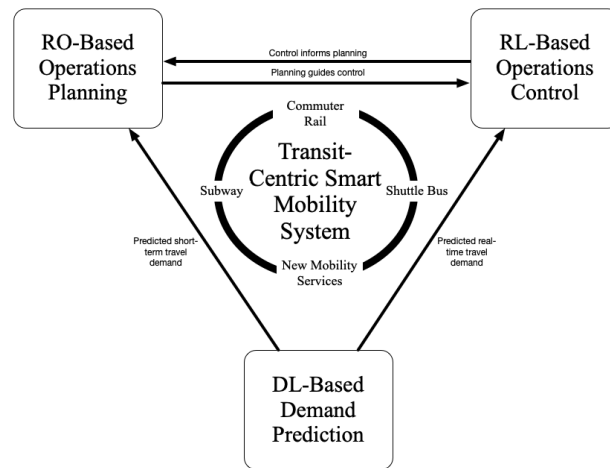 RO-Based
Operations
Planning
Control informs planning
Planning guides control
RL-Based
Operations
Control
Commuter
Rail
Transit-
Centric Smart
Mobility
System
Subway
Shuttle Bus
New Mobility
Services
Predicted short-
term travel
demand
Predicted real-
time travel
demand
DL-Based
Demand
Prediction